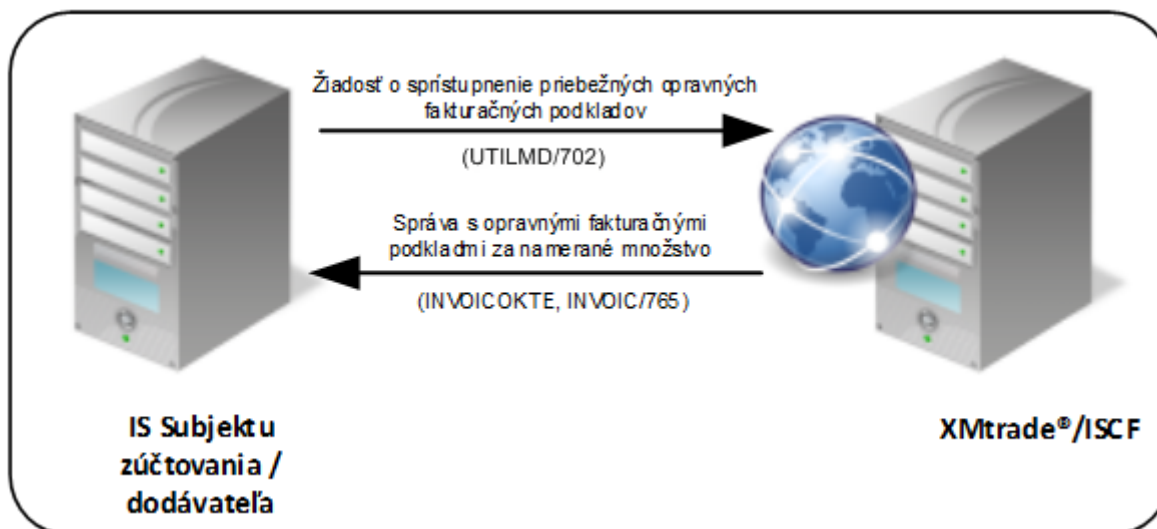 Žiadosť o sprístupnenie priebežných opravných
fakturačných podkladov
(UTILMD/702)
Správa s opravnými fakturačnými
podkladmi za namerané množstvo
(INVOICOKTE, INVOIC/765)
IS Subjektu
zúčtovania /
dodávateľa
XMtrade®/ISCF